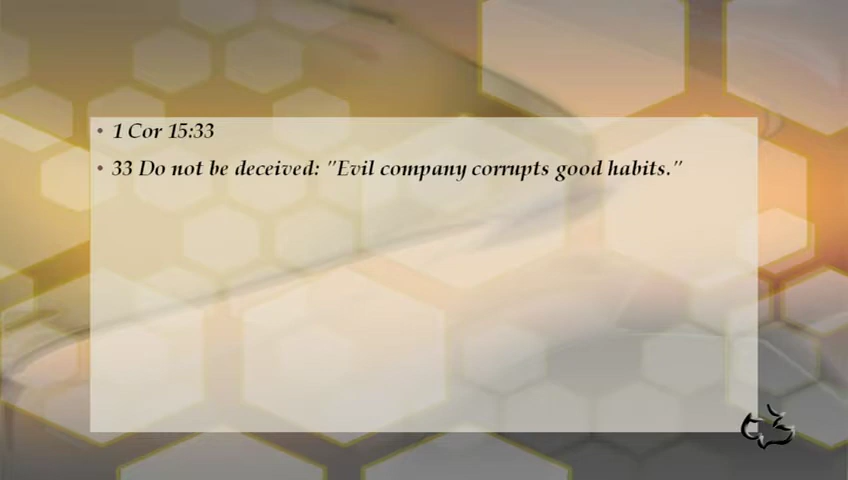 • 1 Cor 15:33
• 33 Do not be deceived: "Evil company corrupts good habits."